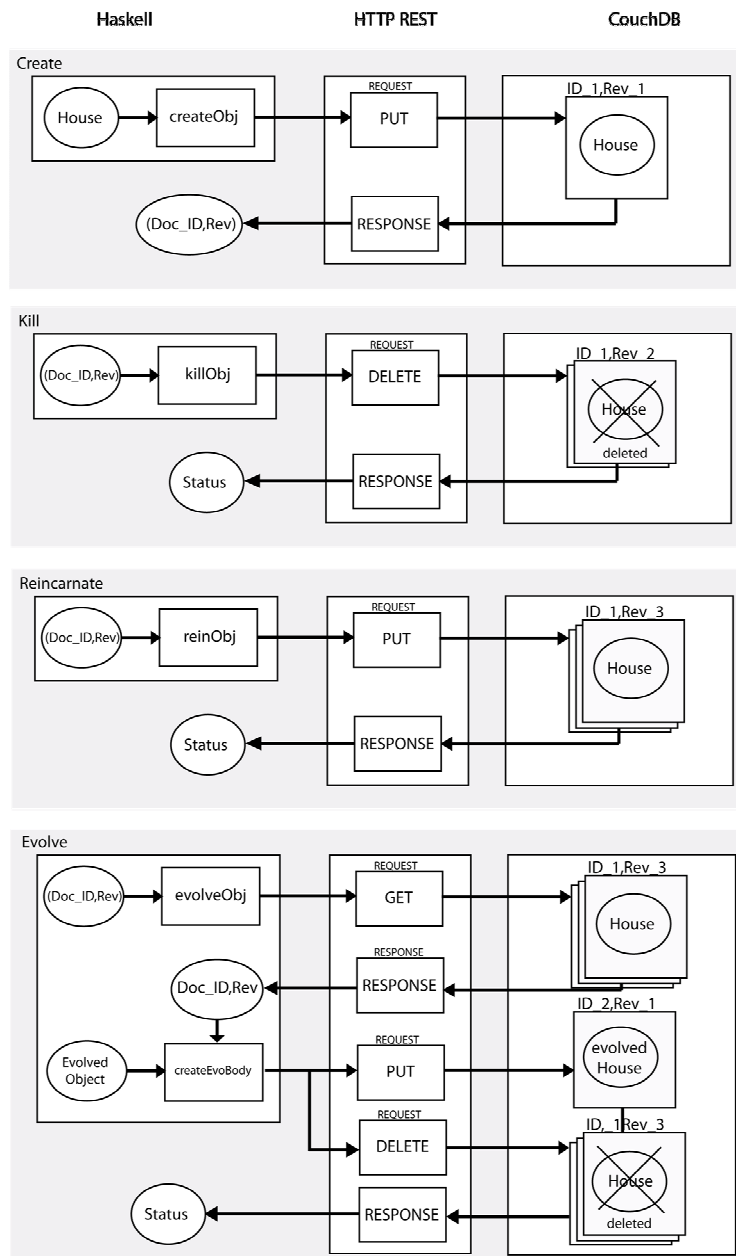 Haskell HTTP REST CouchDB
Create
REQUEST
ID_1,Rev_1
House
createObj
PUT
House
(Doc_ID,Rev)
RESPONSE
Kill
REQUEST
ID_1,Rev_2
(Doc_ID,Rev)
killObj
DELETE
House
deleted
Status
RESPONSE
Reincarnate
REQUEST
ID_1,Rev_3
(Doc_ID,Rev)
reinObj
PUT
House
Status
RESPONSE
Evolve
REQUEST
ID_1,Rev_3
(Doc_ID,Rev)
evolveObj
GET
House
RESPONSE
Doc_ID,Rev
RESPONSE
ID_2,Rev_1
REQUEST
Evolved
Object
createEvoBody
PUT
evolved
House
REQUEST
ID,_1Rev_3
DELETE
House
deleted
Status
RESPONSE